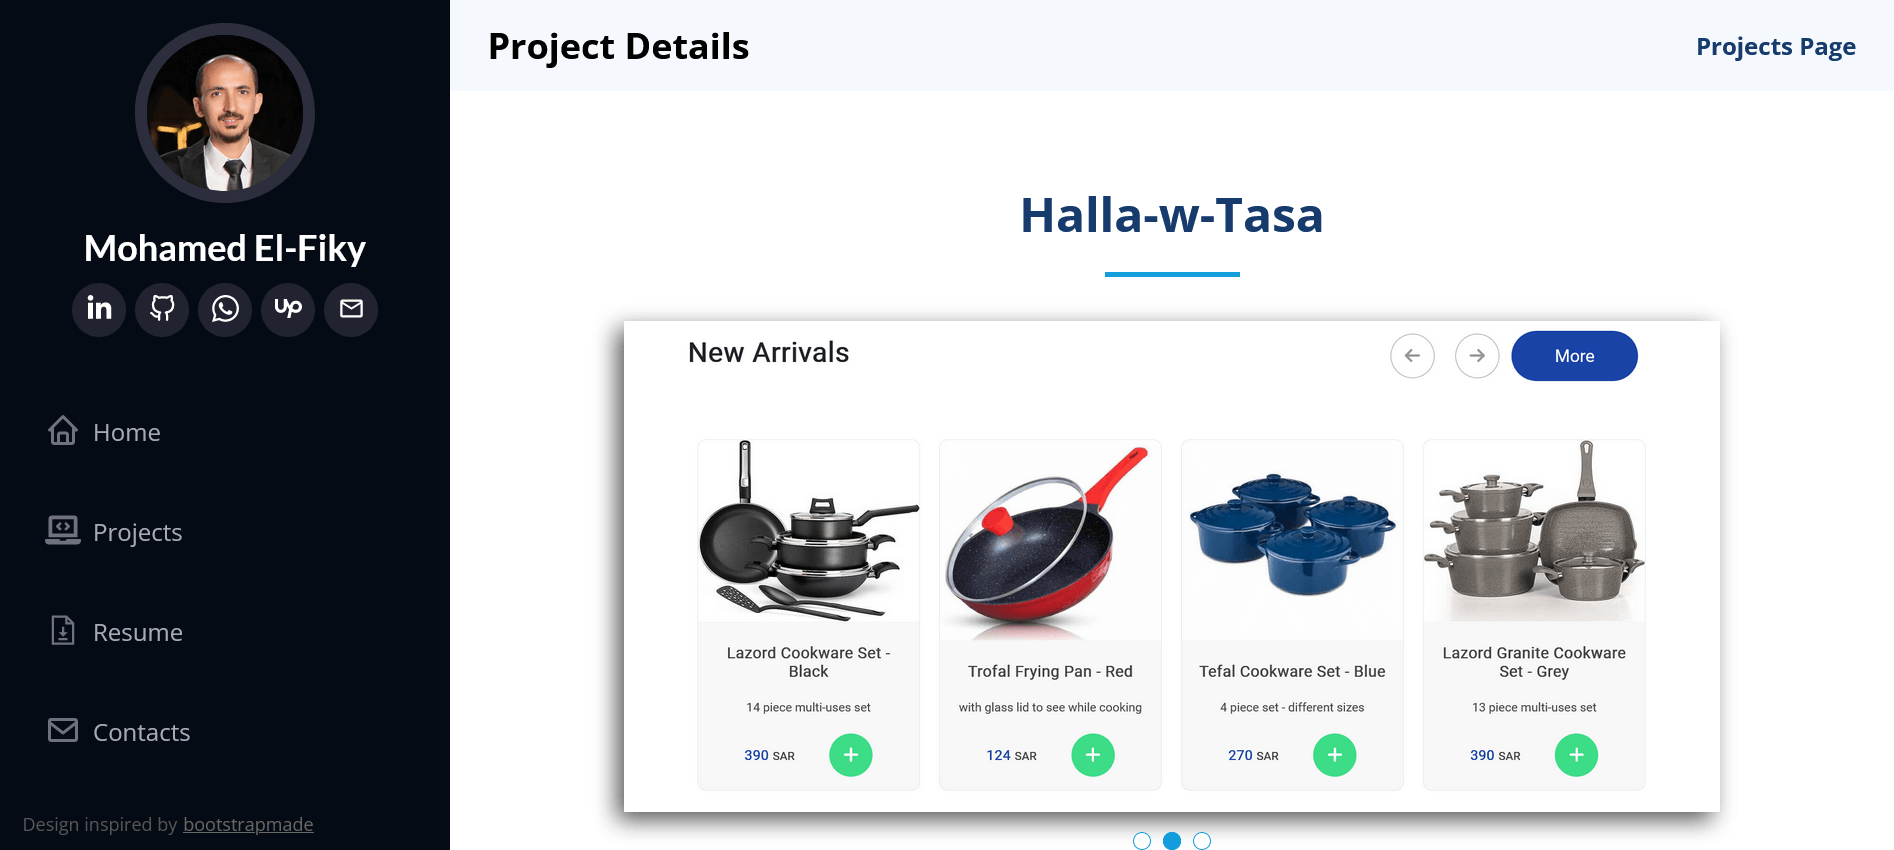 Mohamed El-Fiky
in
up
Home
Projects
Resume
Contacts
Design inspired by bootstrapmade
Project Details
Projects Page
Halla-w-Tasa
New Arrivals
More
Lazord Cookware Set -
Black
14 piece multi-uses set
390 SAR
Trofal Frying Pan - Red
with glass lid to see while cooking
124 SAR
Tefal Cookware Set - Blue
4 piece set - different sizes
270 SAR
Lazord Granite Cookware
Set - Grey
13 piece multi-uses set
390 SAR